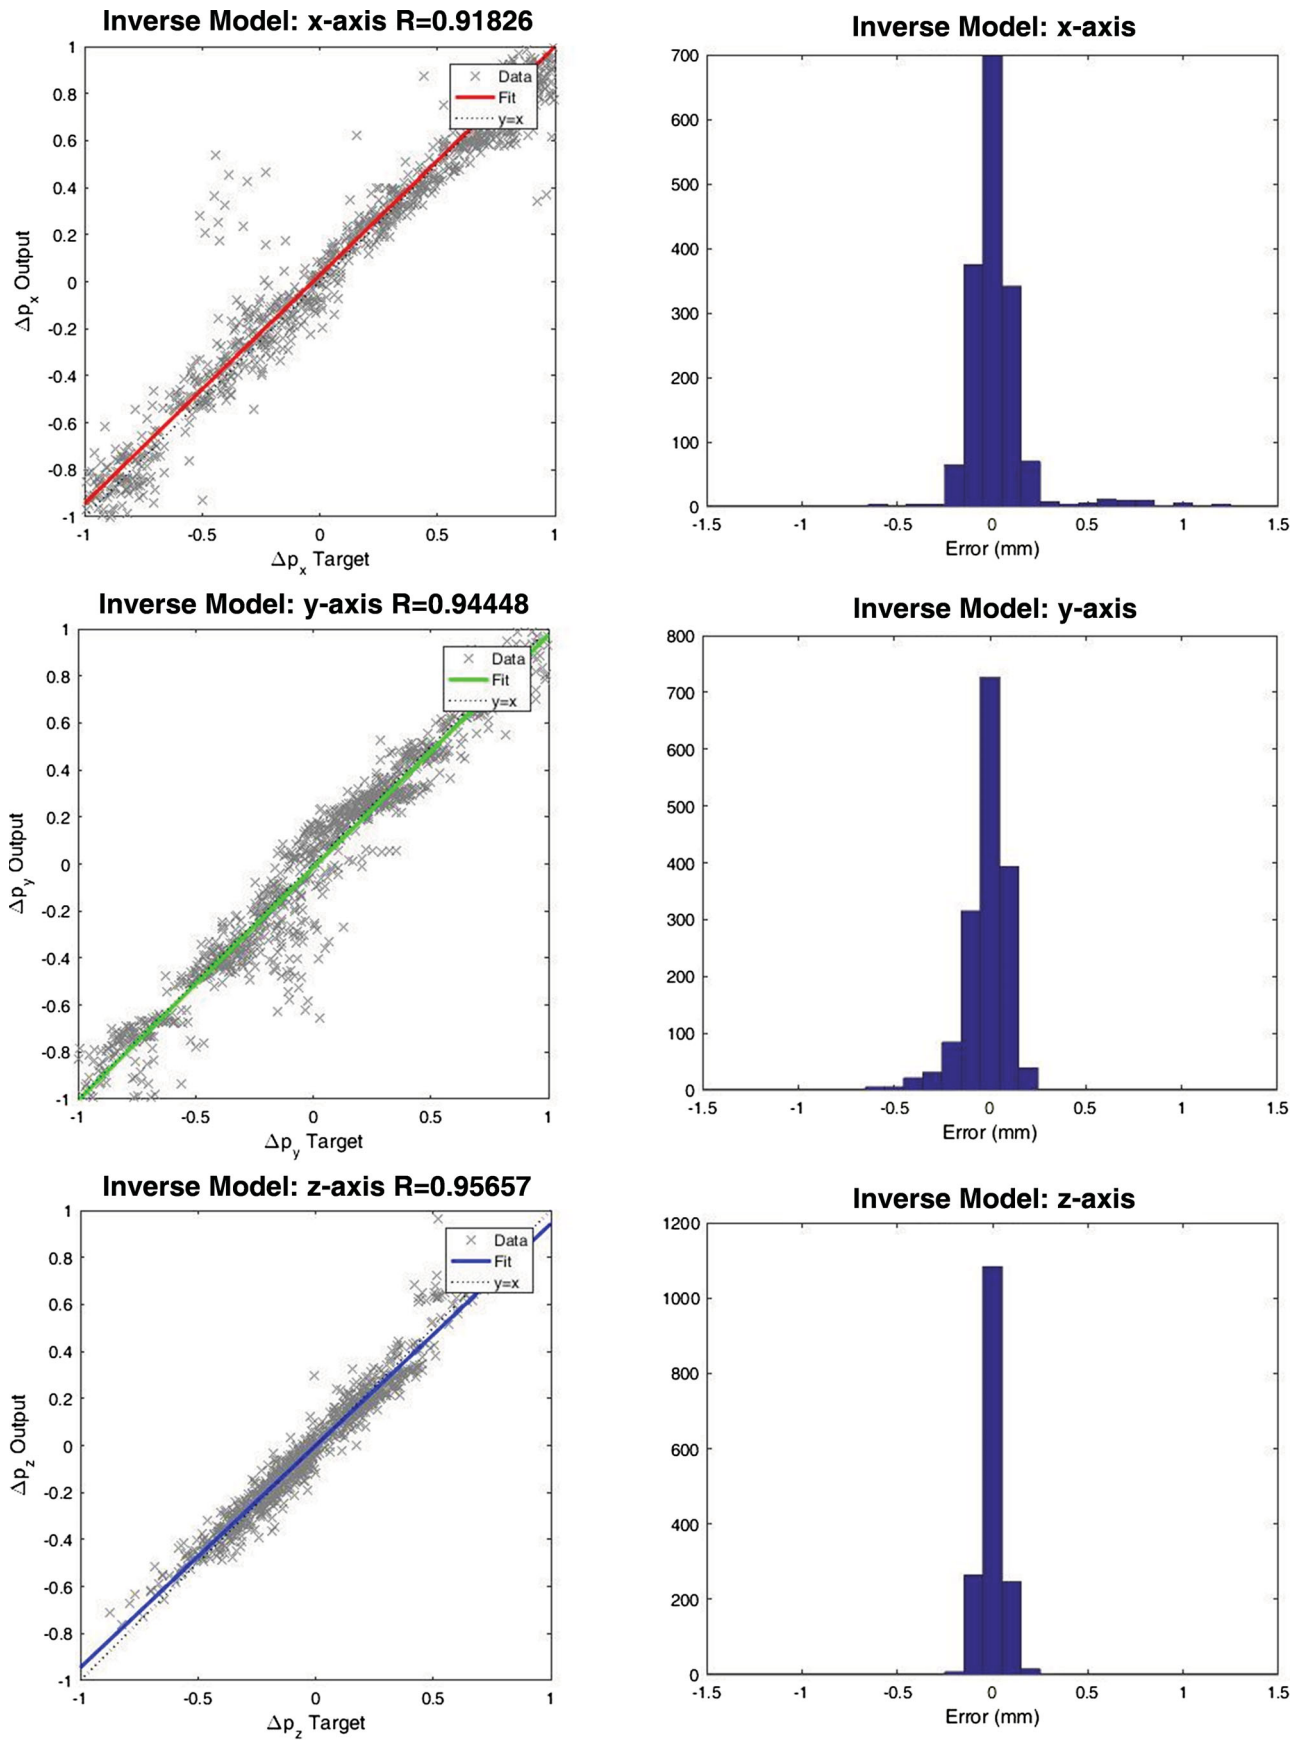 Inverse Model: x-axis R=0.91826
1
0.8
0.6
0.4
0.2
0
-0.2
-0.4
-0.6
-0.8
-1
-1 -0.5 0 0.5 1
Δpx Output
Δpx Target
Data
Fit
y=x
Inverse Model: x-axis
700
600
500
400
300
200
100
0
-1.5 -1 -0.5 0 0.5 1 1.5
Error (mm)
Inverse Model: y-axis R=0.94448
1
0.8
0.6
0.4
0.2
0
-0.2
-0.4
-0.6
-0.8
-1
-1 -0.5 0 0.5 1
Δpy Output
Δpy Target
Data
Fit
y=x
Inverse Model: y-axis
800
700
600
500
400
300
200
100
0
-1.5 -1 -0.5 0 0.5 1 1.5
Error (mm)
Inverse Model: z-axis R=0.95657
1
0.8
0.6
0.4
0.2
0
-0.2
-0.4
-0.6
-0.8
-1
-1 -0.5 0 0.5 1
Δpz Output
Δpz Target
Data
Fit
y=x
Inverse Model: z-axis
1200
1000
800
600
400
200
0
-1.5 -1 -0.5 0 0.5 1 1.5
Error (mm)